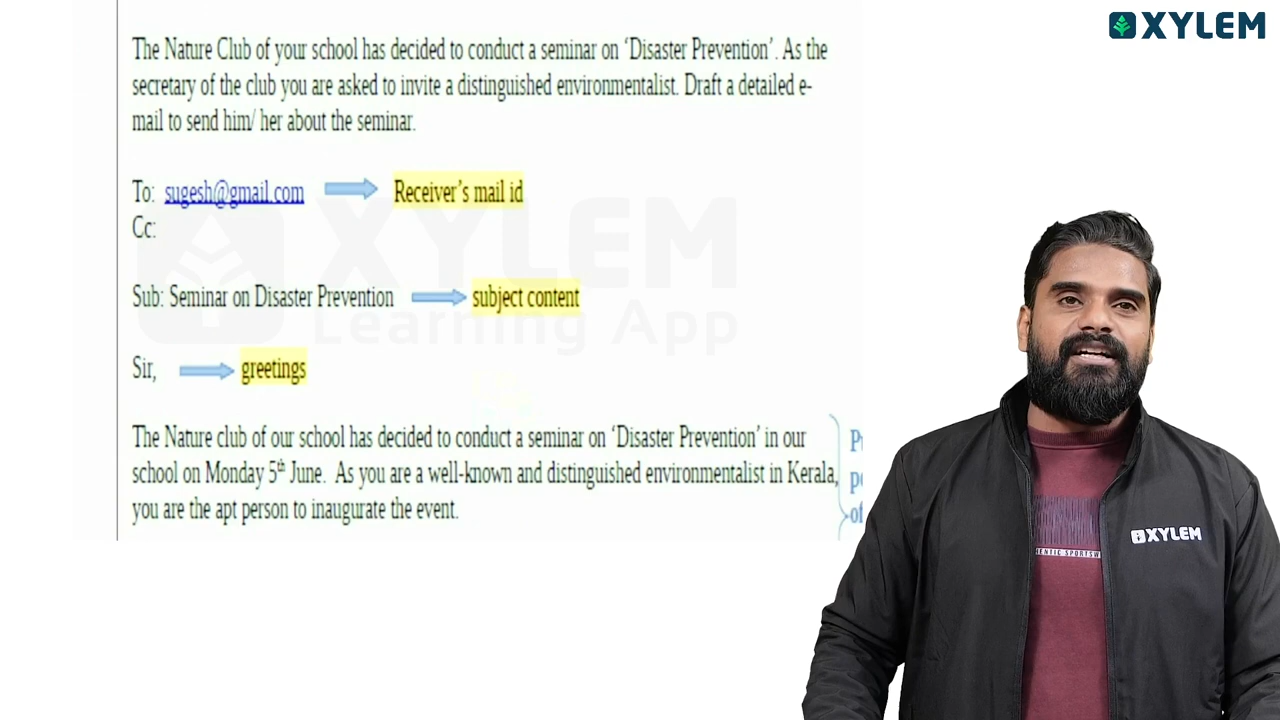 XYLEM
The Nature Club of your school has decided to conduct a seminar on ‘Disaster Prevention’. As the
secretary of the club you are asked to invite a distinguished environmentalist. Draft a detailed e-
mail to send him/ her about the seminar.
To: sugesh@gmail.com Receiver’s mail id
Cc:
XYLEM
Learning App
Sub: Seminar on Disaster Prevention subject content
Sir, greetings
The Nature club of our school has decided to conduct a seminar on ‘Disaster Prevention’ in our
school on Monday 5th June. As you are a well-known and distinguished environmentalist in Kerala,
you are the apt person to inaugurate the event.
XYLEM